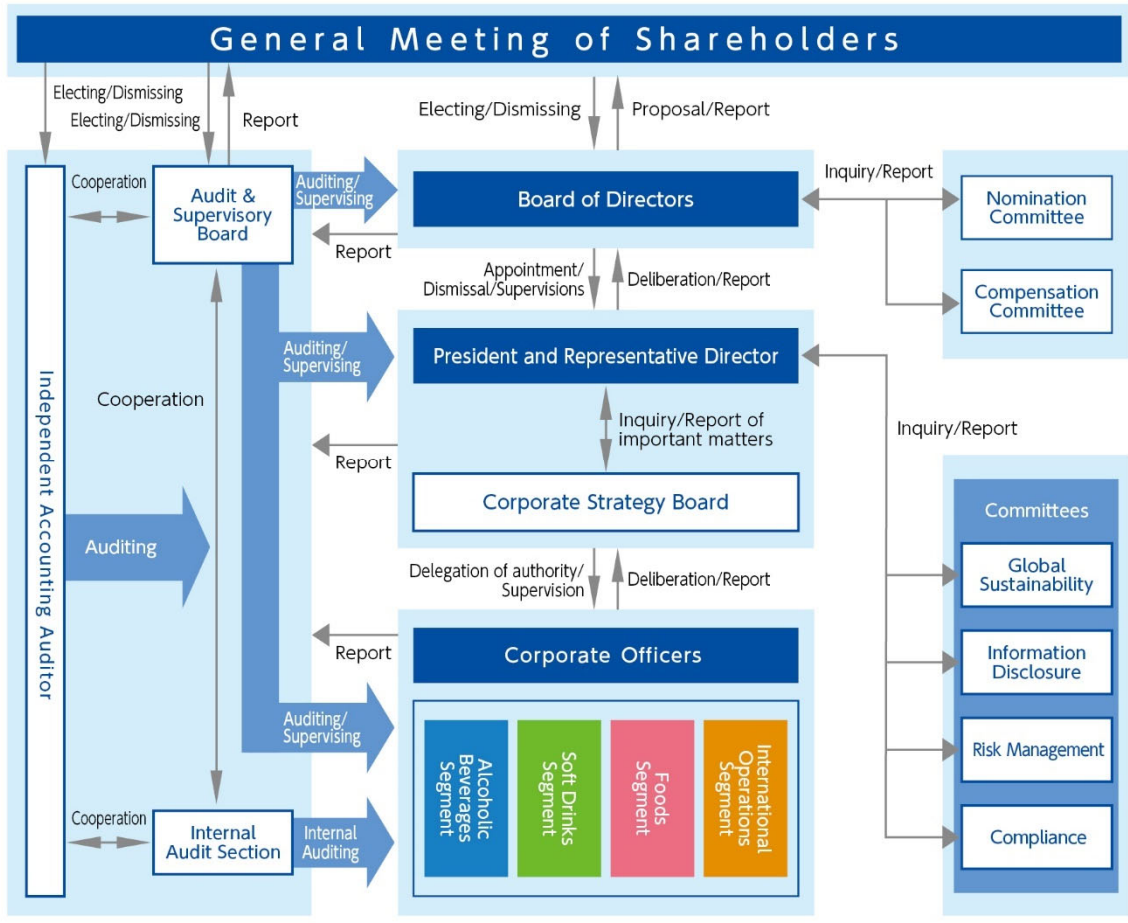 General Meeting of Shareholders
Electing/Dismissing
Electing/Dismissing
Report
Electing/Dismissing
Proposal/Report
Cooperation
Audit &
Supervisory
Board
Auditing/
Supervising
Board of Directors
Inquiry/Report
Nomination
Committee
Report
Appointment/
Dismissal/Supervisions
Deliberation/Report
Compensation
Committee
Independent Accounting Auditor
Auditing/
Supervising
President and Representative Director
Cooperation
Inquiry/Report of
important matters
Inquiry/Report
Report
Corporate Strategy Board
Committees
Auditing
Delegation of authority/
Supervision
Deliberation/Report
Global
Sustainability
Report
Corporate Officers
Information
Disclosure
Auditing/
Supervising
Alcoholic
Beverages
Segment
Soft Drinks
Segment
Foods
Segment
International
Operations
Segment
Risk Management
Cooperation
Internal
Audit Section
Internal
Auditing
Compliance